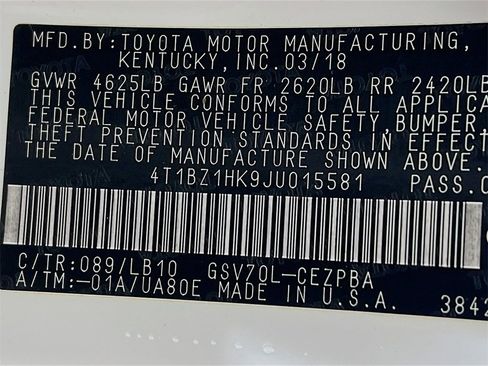 MFD.BY:TOYOTA MOTOR MANUFACTURING,
KENTUCKY,INC.03/18
GVWR 4625LB GAWR FR 2620LB RR 2420LB
THIS VEHICLE CONFORMS TO ALL APPLICA
FEDERAL MOTOR VEHICLE SAFETY,BUMPER,
THEFT PREVENTION STANDARDS IN EFFECT
THE DATE OF MANUFACTURE SHOWN ABOVE.
4T1BZ1HK9JU015581 PASS.C
C/TR:089/LB10 GSV70L-CEZPBA
A/TM:-01A/UA80E MADE IN U.S.A. 3842